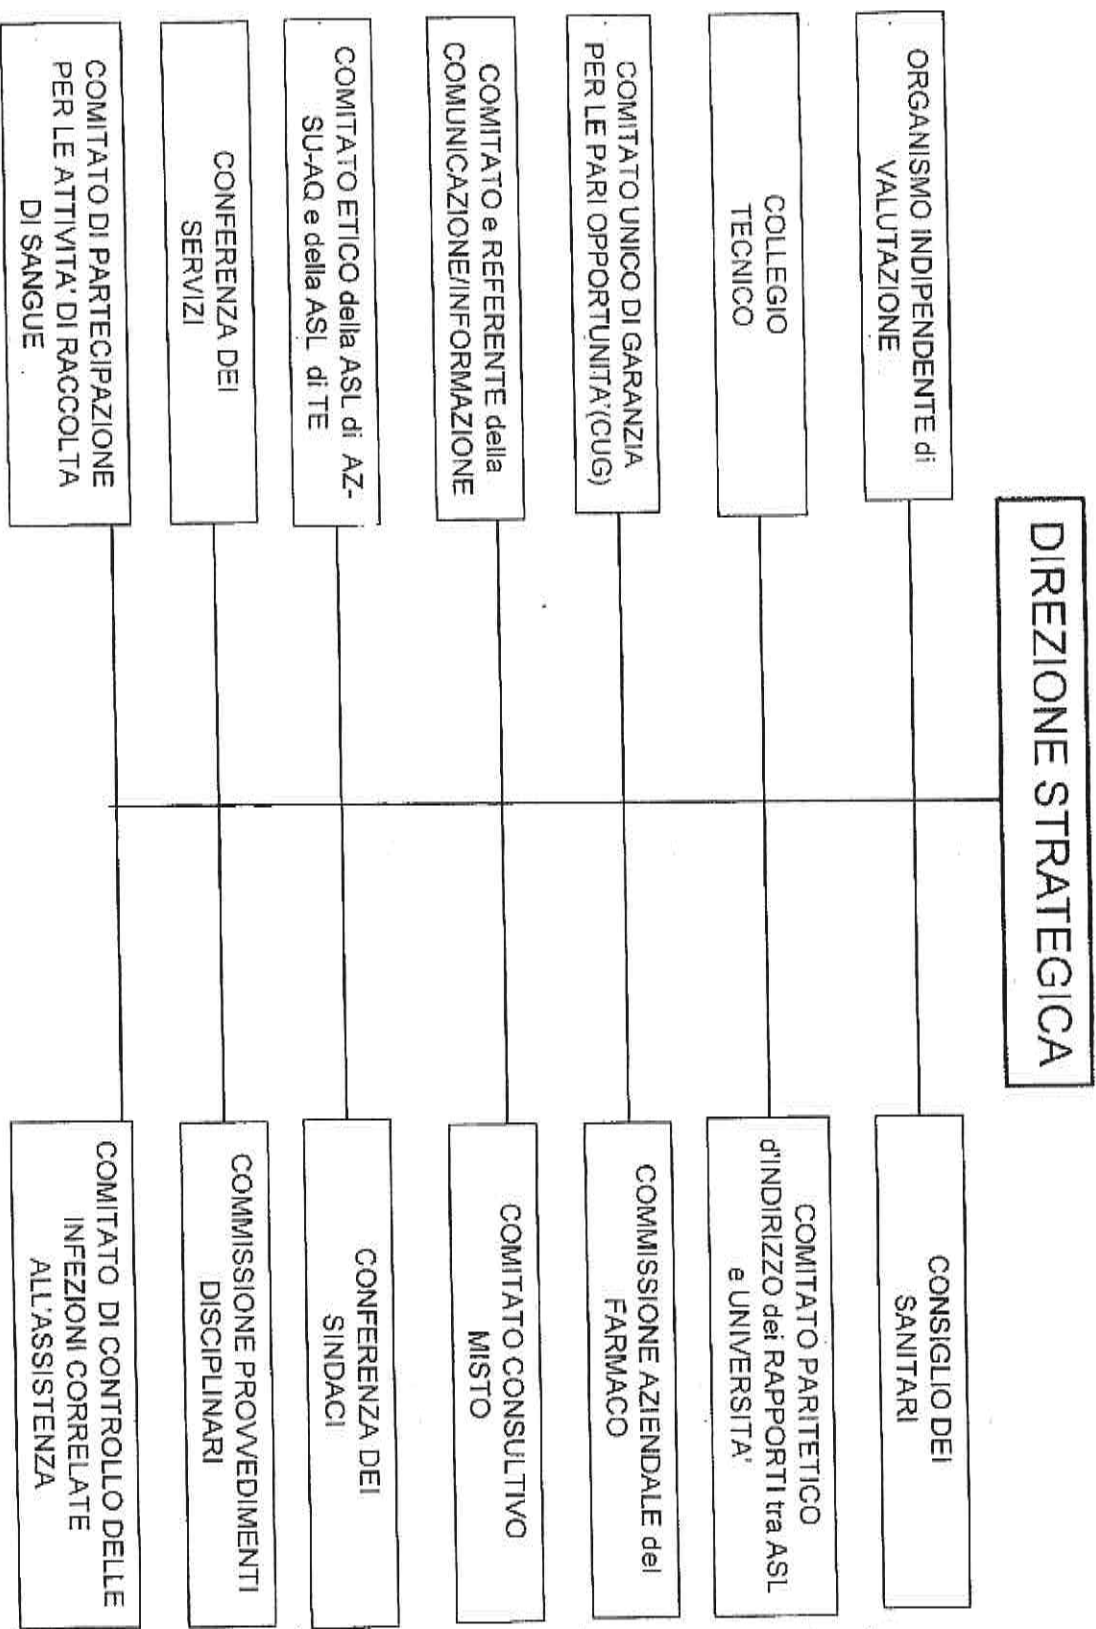 DIREZIONE STRATEGICA
ORGANISMO INDIPENDENTE di
VALUTAZIONE
CONSIGLIO DEI
SANITARI
COLLEGIO
TECNICO
COMITATO PARITETICO
d'INDIRIZZO dei RAPPORTI tra ASL
e UNIVERSITA'
COMITATO UNICO DI GARANZIA
PER LE PARI OPPORTUNITA'(CUG)
COMMISSIONE AZIENDALE del
FARMACO
COMITATO e REFERENTE della
COMUNICAZIONE/INFORMAZIONE
COMITATO CONSULTIVO
MISTO
COMITATO ETICO della ASL di AZ-
SU-AQ e della ASL di TE
CONFERENZA DEI
SINDACI
CONFERENZA DEI
SERVIZI
COMMISSIONE PROVVEDIMENTI
DISCIPLINARI
COMITATO DI PARTECIPAZIONE
PER LE ATTIVITA' DI RACCOLTA
DI SANGUE
COMITATO DI CONTROLLO DELLE
INFEZIONI CORRELATE
ALL'ASSISTENZA